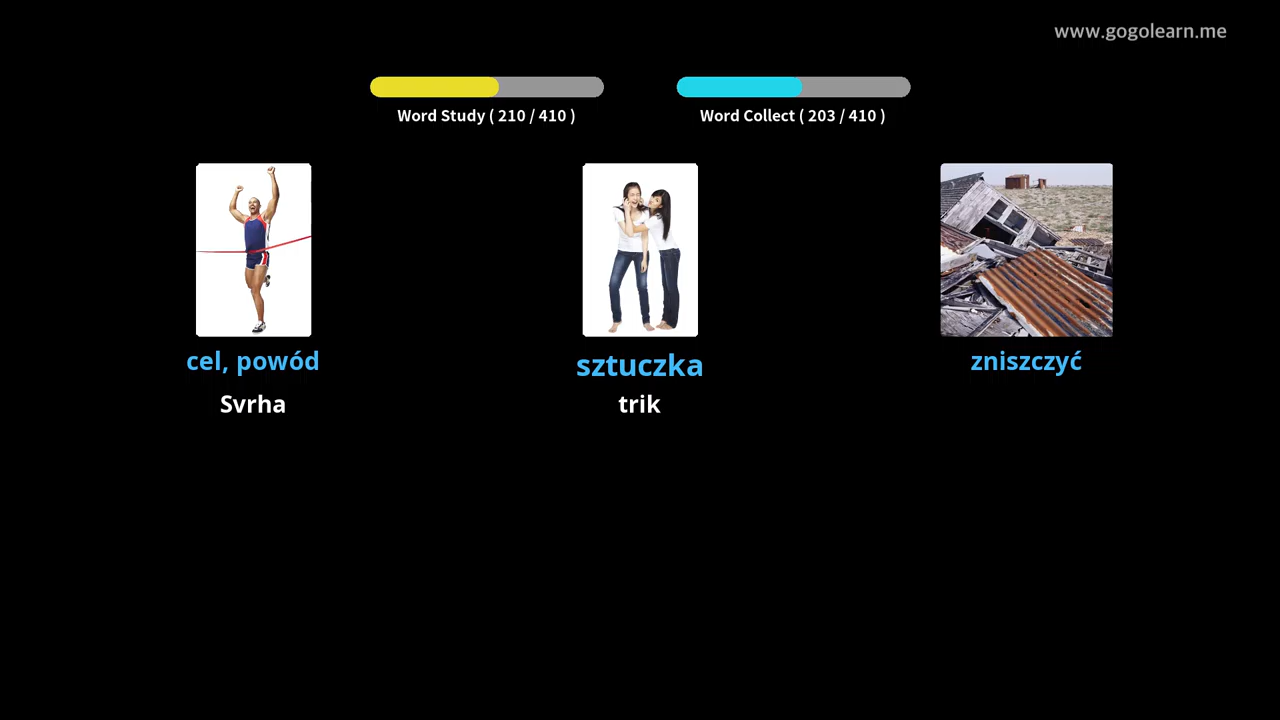 www.gogolearn.me
Word Study ( 210 / 410 )
Word Collect ( 203 / 410 )
cel, powód
sztuczka
zniszczyć
Svrha
trik